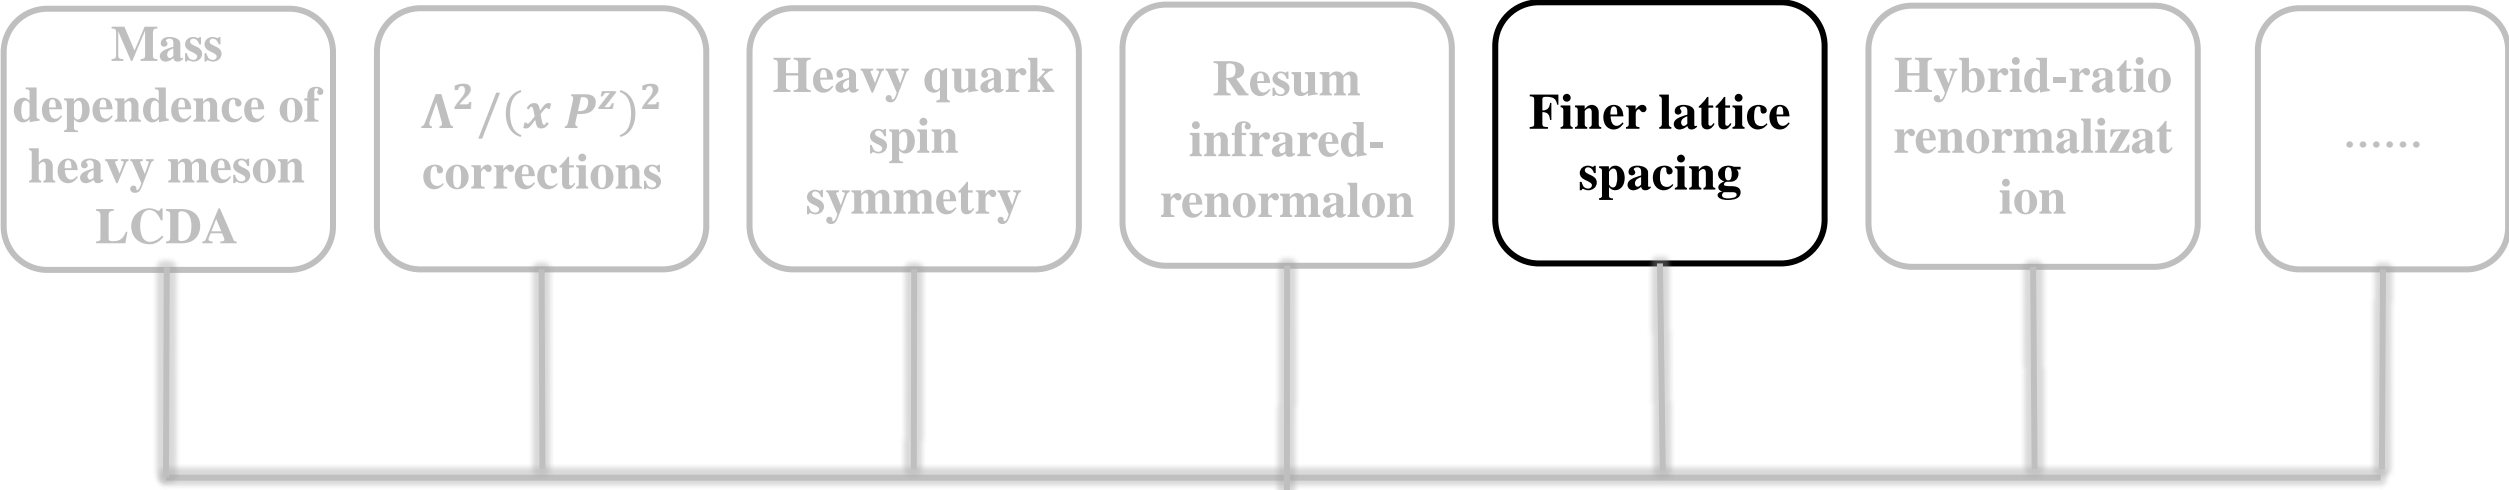 Mass
dependence of
heavy meson
LCDA
Λ²/(yPᶻ)²
corrections
Heavy quark
spin
symmetry
Resum
infrared-
renormalon
Finer lattice
spacing
Hybrid-ratio
renormalizat
ion
……